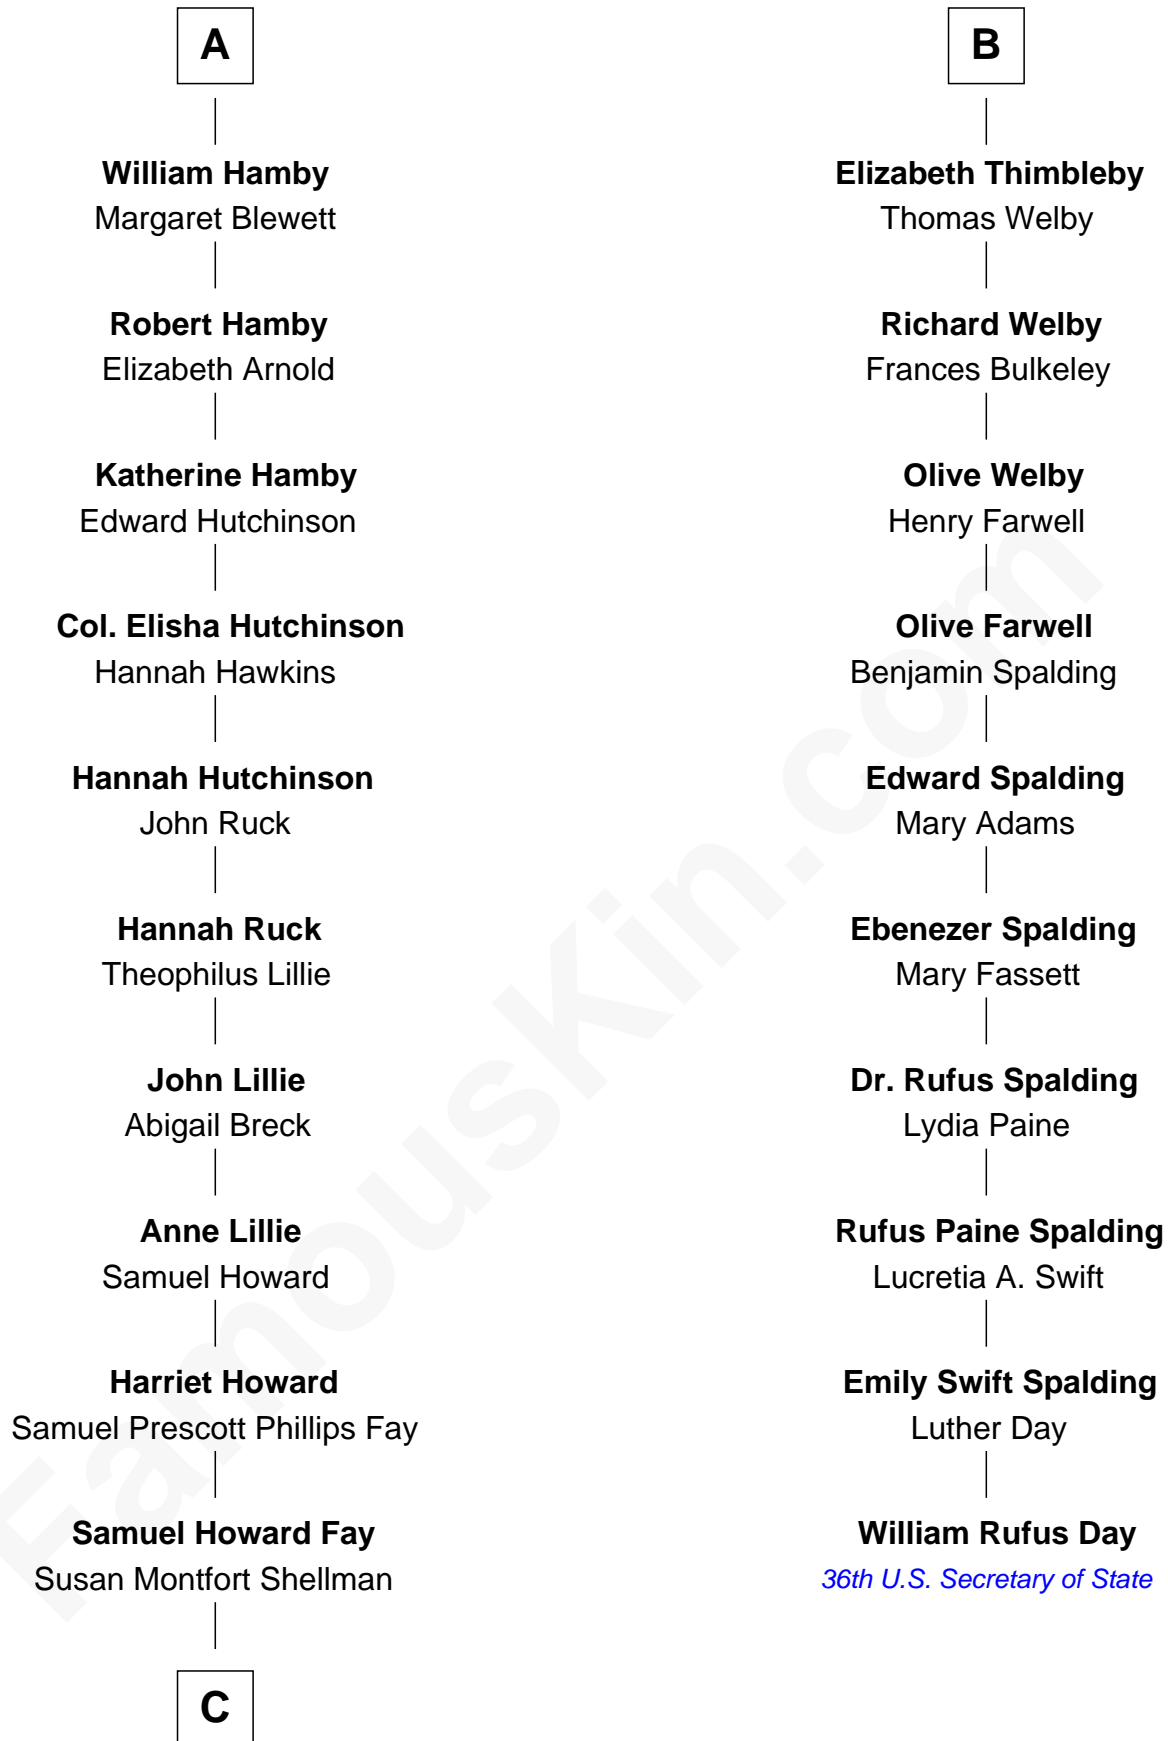 A
William Hamby
Margaret Blewett
Robert Hamby
Elizabeth Arnold
Katherine Hamby
Edward Hutchinson
Col. Elisha Hutchinson
Hannah Hawkins
Hannah Hutchinson
John Ruck
Hannah Ruck
Theophilus Lillie
John Lillie
Abigail Breck
Anne Lillie
Samuel Howard
Harriet Howard
Samuel Prescott Phillips Fay
Samuel Howard Fay
Susan Montfort Shellman
C
B
Elizabeth Thimbleby
Thomas Welby
Richard Welby
Frances Bulkeley
Olive Welby
Henry Farwell
Olive Farwell
Benjamin Spalding
Edward Spalding
Mary Adams
Ebenezer Spalding
Mary Fassett
Dr. Rufus Spalding
Lydia Paine
Rufus Paine Spalding
Lucretia A. Swift
Emily Swift Spalding
Luther Day
William Rufus Day
36th U.S. Secretary of State
FamousKin.com